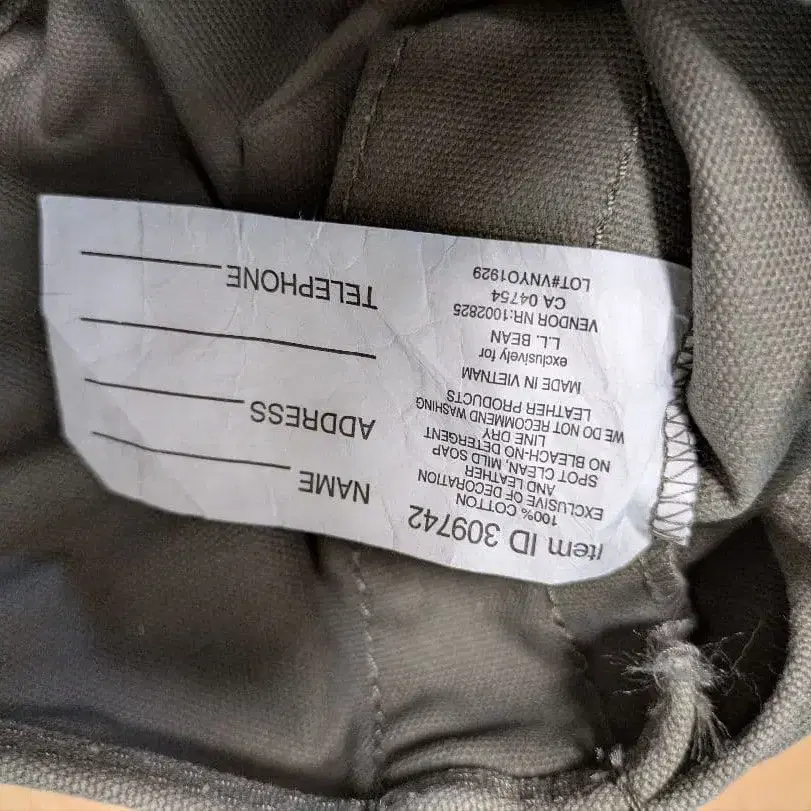 Item ID 309742
100% COTTON
EXCLUSIVE OF DECORATION
AND LEATHER
SPOT CLEAN, MILD SOAP
NO BLEACH-NO DETERGENT
LINE DRY
WE DO NOT RECOMMEND WASHING
LEATHER PRODUCTS
MADE IN VIETNAM
exclusively for
L.L. BEAN
VENDOR NR:1002825
CA 04754
LOT#VNYO1929
NAME
ADDRESS
TELEPHONE